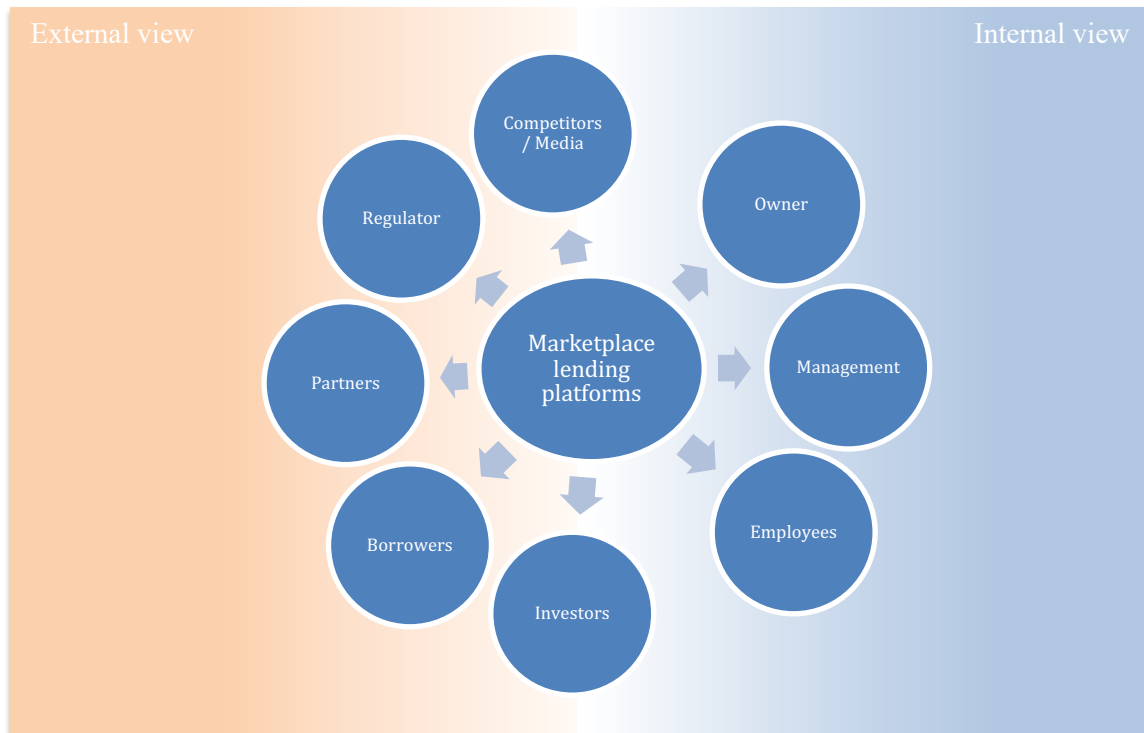 External view
Internal view
Competitors
/ Media
Regulator
Owner
Marketplace
lending
platforms
Partners
Management
Borrowers
Employees
Investors